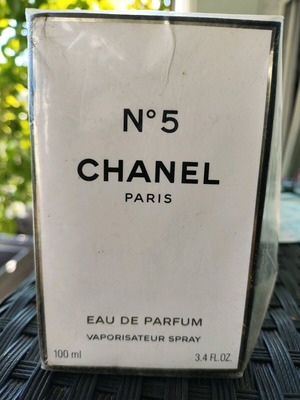 N°5
CHANEL
PARIS
EAU DE PARFUM
VAPORISATEUR SPRAY
100 ml 3.4 FL.OZ.